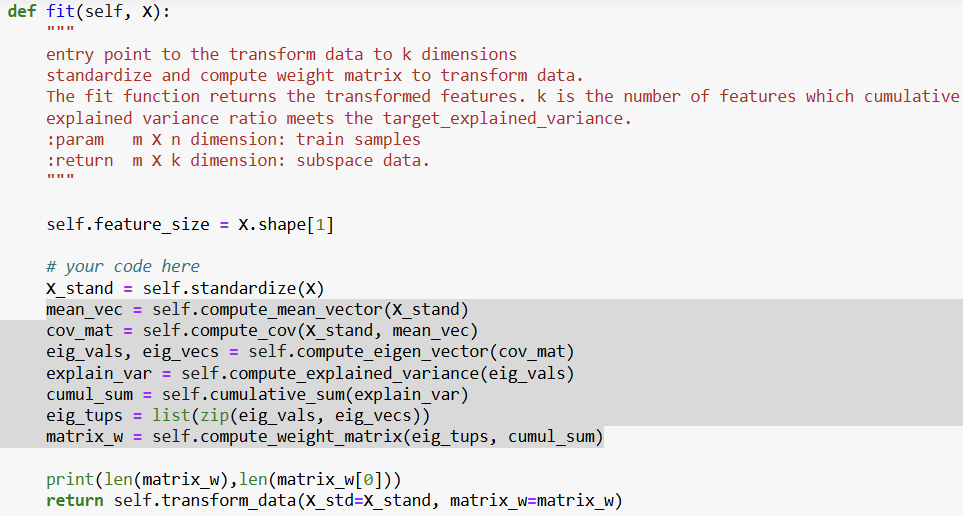 def fit(self, X):
    """
    entry point to the transform data to k dimensions
    standardize and compute weight matrix to transform data.
    The fit function returns the transformed features. k is the number of features which cumulative
    explained variance ratio meets the target_explained_variance.
    :param   m X n dimension: train samples
    :return  m X k dimension: subspace data.
    """
    self.feature_size = X.shape[1]
    # your code here
    X_stand = self.standardize(X)
    mean_vec = self.compute_mean_vector(X_stand)
    cov_mat = self.compute_cov(X_stand, mean_vec)
    eig_vals, eig_vecs = self.compute_eigen_vector(cov_mat)
    explain_var = self.compute_explained_variance(eig_vals)
    cumul_sum = self.cumulative_sum(explain_var)
    eig_tups = list(zip(eig_vals, eig_vecs))
    matrix_w = self.compute_weight_matrix(eig_tups, cumul_sum)
    print(len(matrix_w),len(matrix_w[0]))
    return self.transform_data(X_std=X_stand, matrix_w=matrix_w)